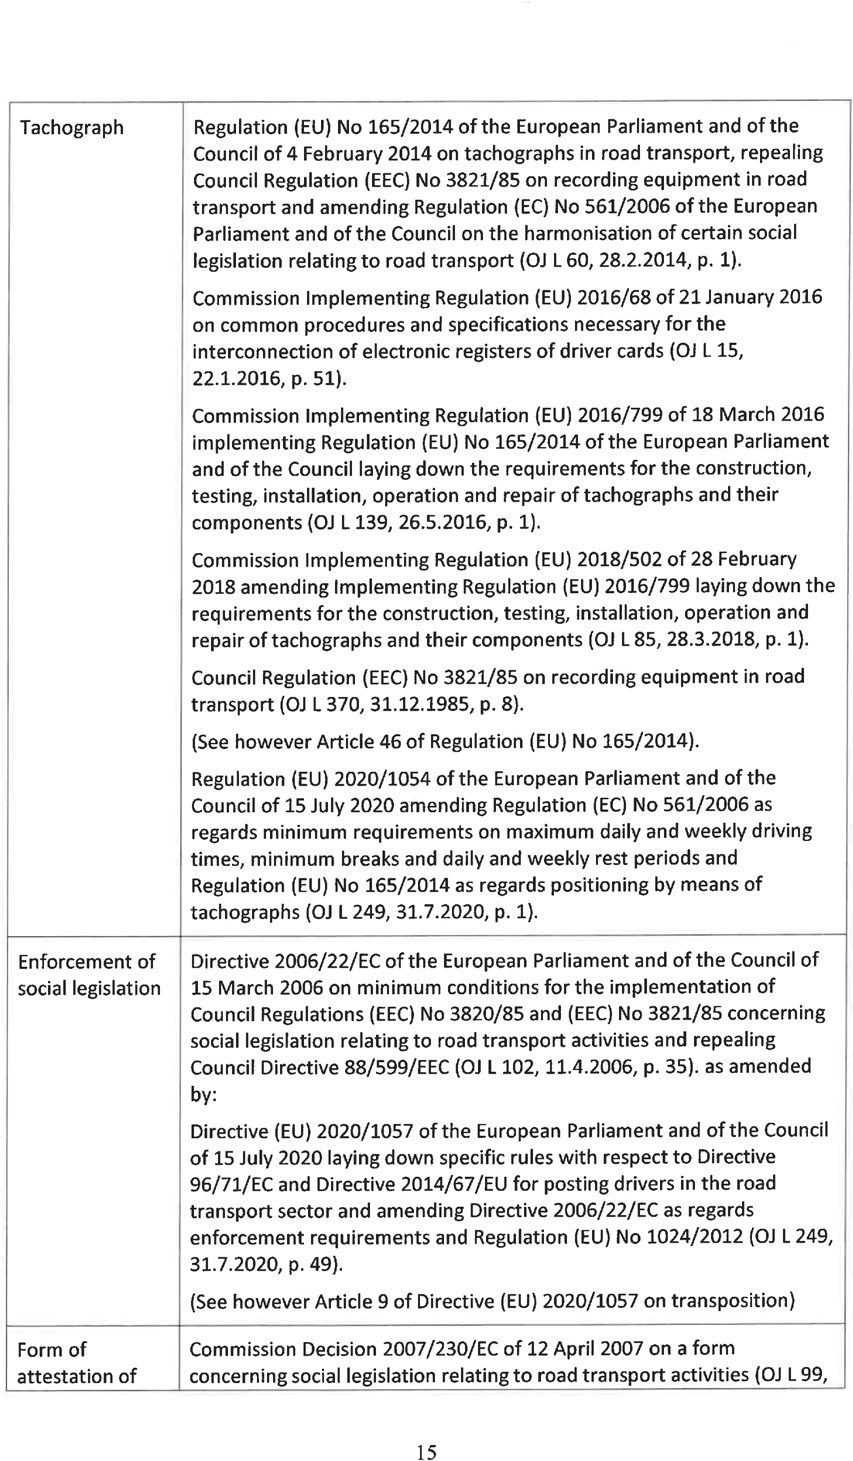 Tachograph
Regulation (EU) No 165/2014 of the European Parliament and of the
Council of 4 February 2014 on tachographs in road transport, repealing
Council Regulation (EEC) No 3821/85 on recording equipment in road
transport and amending Regulation (EC) No 561/2006 of the European
Parliament and of the Council on the harmonisation of certain social
legislation relating to road transport (OJ L 60, 28.2.2014, p. 1).
Commission Implementing Regulation (EU) 2016/68 of 21 January 2016
on common procedures and specifications necessary for the
interconnection of electronic registers of driver cards (OJ L 15,
22.1.2016, p. 51).
Commission Implementing Regulation (EU) 2016/799 of 18 March 2016
implementing Regulation (EU) No 165/2014 of the European Parliament
and of the Council laying down the requirements for the construction,
testing, installation, operation and repair of tachographs and their
components (OJ L 139, 26.5.2016, p. 1).
Commission Implementing Regulation (EU) 2018/502 of 28 February
2018 amending Implementing Regulation (EU) 2016/799 laying down the
requirements for the construction, testing, installation, operation and
repair of tachographs and their components (OJ L 85, 28.3.2018, p. 1).
Council Regulation (EEC) No 3821/85 on recording equipment in road
transport (OJ L 370, 31.12.1985, p. 8).
(See however Article 46 of Regulation (EU) No 165/2014).
Regulation (EU) 2020/1054 of the European Parliament and of the
Council of 15 July 2020 amending Regulation (EC) No 561/2006 as
regards minimum requirements on maximum daily and weekly driving
times, minimum breaks and daily and weekly rest periods and
Regulation (EU) No 165/2014 as regards positioning by means of
tachographs (OJ L 249, 31.7.2020, p. 1).
Enforcement of
social legislation
Directive 2006/22/EC of the European Parliament and of the Council of
15 March 2006 on minimum conditions for the implementation of
Council Regulations (EEC) No 3820/85 and (EEC) No 3821/85 concerning
social legislation relating to road transport activities and repealing
Council Directive 88/599/EEC (OJ L 102, 11.4.2006, p. 35). as amended
by:
Directive (EU) 2020/1057 of the European Parliament and of the Council
of 15 July 2020 laying down specific rules with respect to Directive
96/71/EC and Directive 2014/67/EU for posting drivers in the road
transport sector and amending Directive 2006/22/EC as regards
enforcement requirements and Regulation (EU) No 1024/2012 (OJ L 249,
31.7.2020, p. 49).
(See however Article 9 of Directive (EU) 2020/1057 on transposition)
Form of
attestation of
Commission Decision 2007/230/EC of 12 April 2007 on a form
concerning social legislation relating to road transport activities (OJ L 99,
15